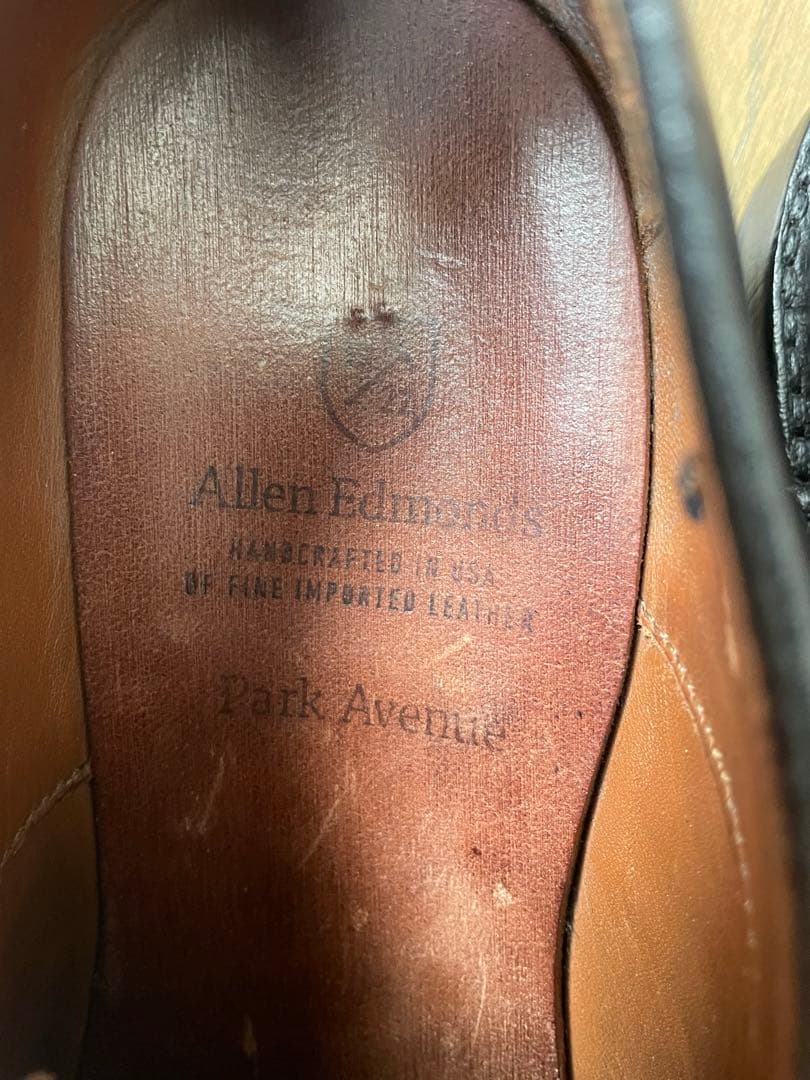 Allen Edmonds
HANDCRAFTED IN USA
OF FINE IMPORTED LEATHER
Park Avenue